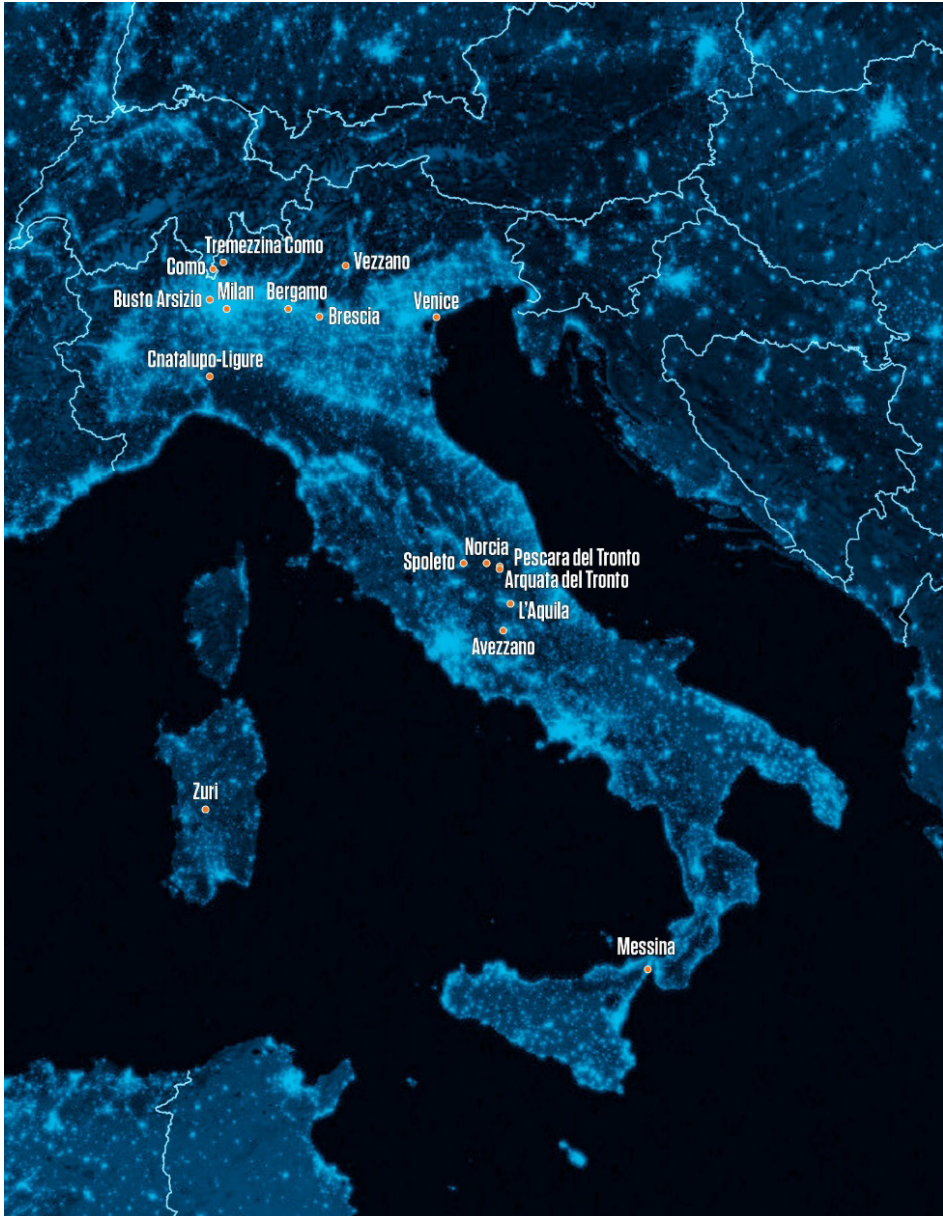 Tremezzina Como
Como
Vezzano
Busto Arsizio
Milan
Bergamo
Brescia
Venice
Cnatalupo-Ligure
Spoleto
Norcia
Pescara del Tronto
Arquata del Tronto
L'Aquila
Avezzano
Zuri
Messina